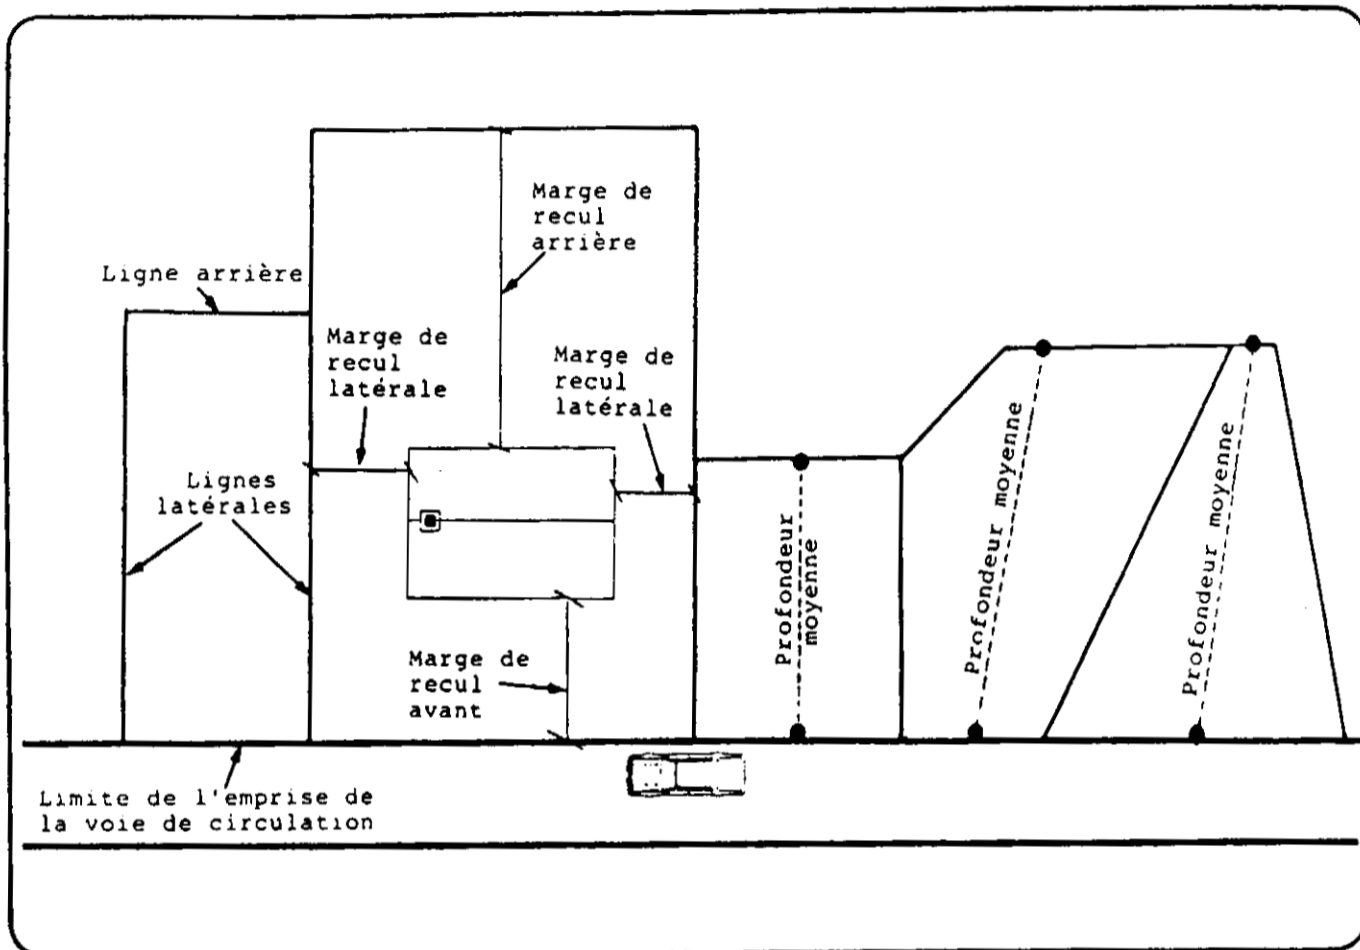 Marge de
recul
arrière
Ligne arrière
Marge de
recul
latérale
Marge de
recul
latérale
Lignes
latérales
Profondeur
moyenne
Profondeur moyenne
Profondeur moyenne
Marge de
recul
avant
Limite de l'emprise de
la voie de circulation